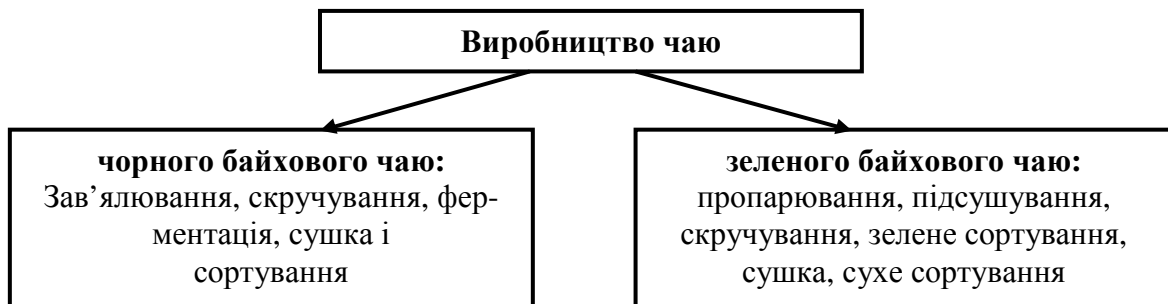 Виробництво чаю
чорного байхового чаю:
Зав’ялювання, скручування, фер-
ментація, сушка і
сортування
зеленого байхового чаю:
пропарювання, підсушування,
скручування, зелене сортування,
сушка, сухе сортування